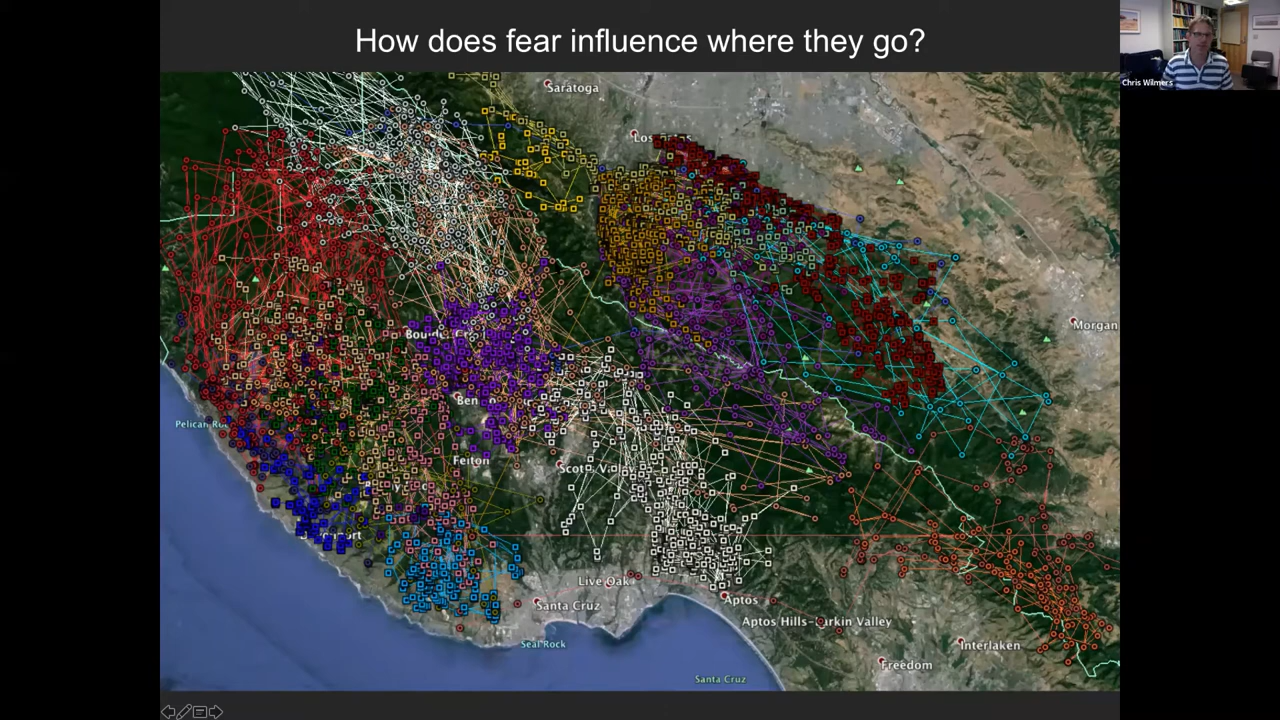 How does fear influence where they go?
Chris Wilmers
Saratoga
Morgan
Pelican
Felton
Live Oak
Santa Cruz
Aptos
Aptos Hills-Larkin Valley
Seal Rock
Interlaken
Freedom
Santa Cruz